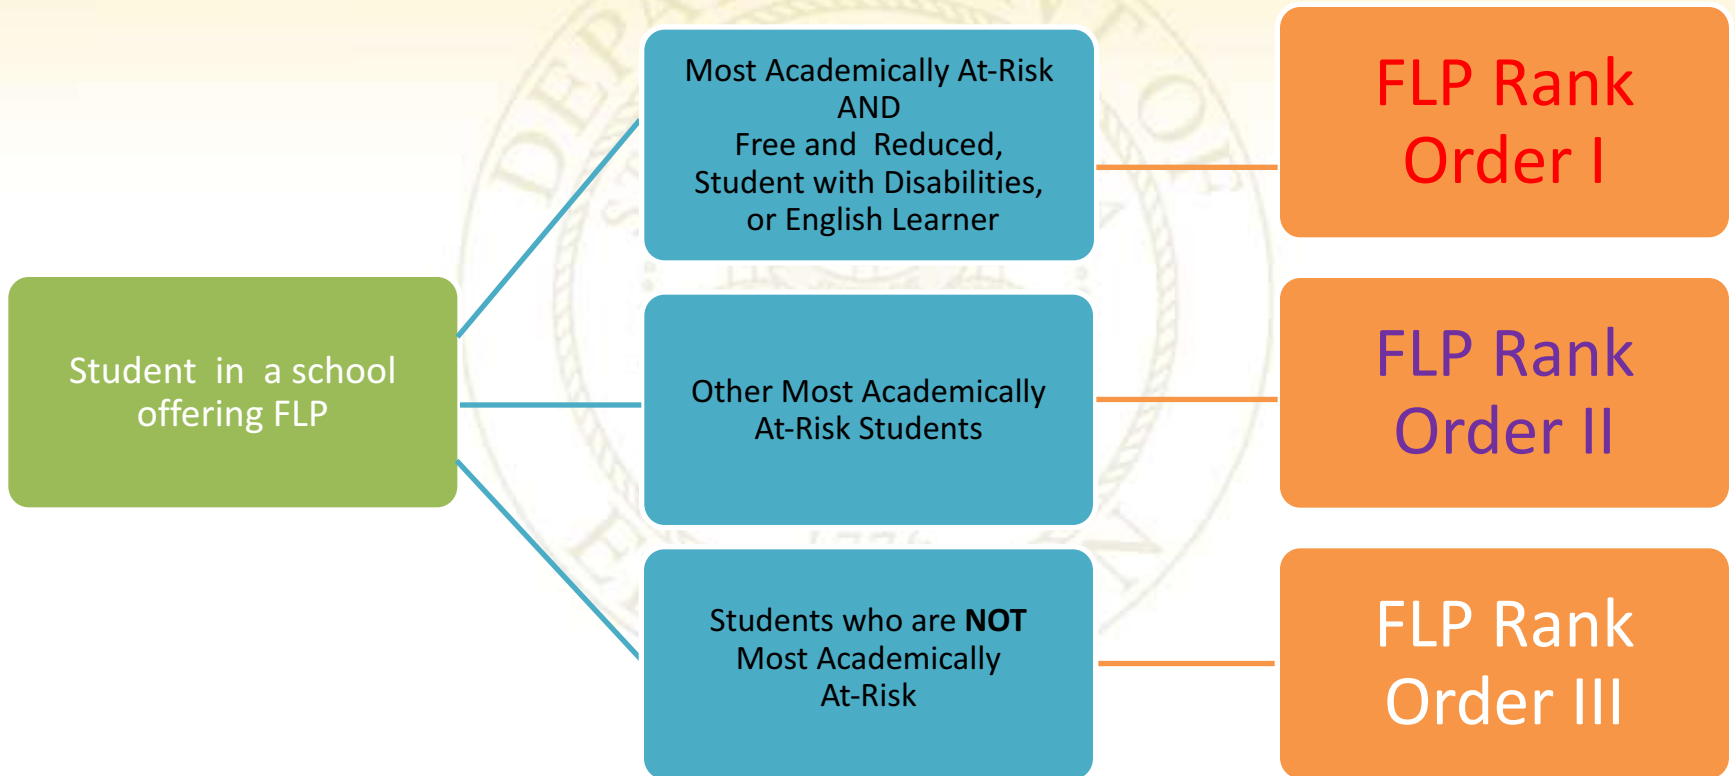 Student in a school
offering FLP
Most Academically At-Risk
AND
Free and Reduced,
Student with Disabilities,
or English Learner
FLP Rank
Order I
Other Most Academically
At-Risk Students
FLP Rank
Order II
Students who are NOT
Most Academically
At-Risk
FLP Rank
Order III